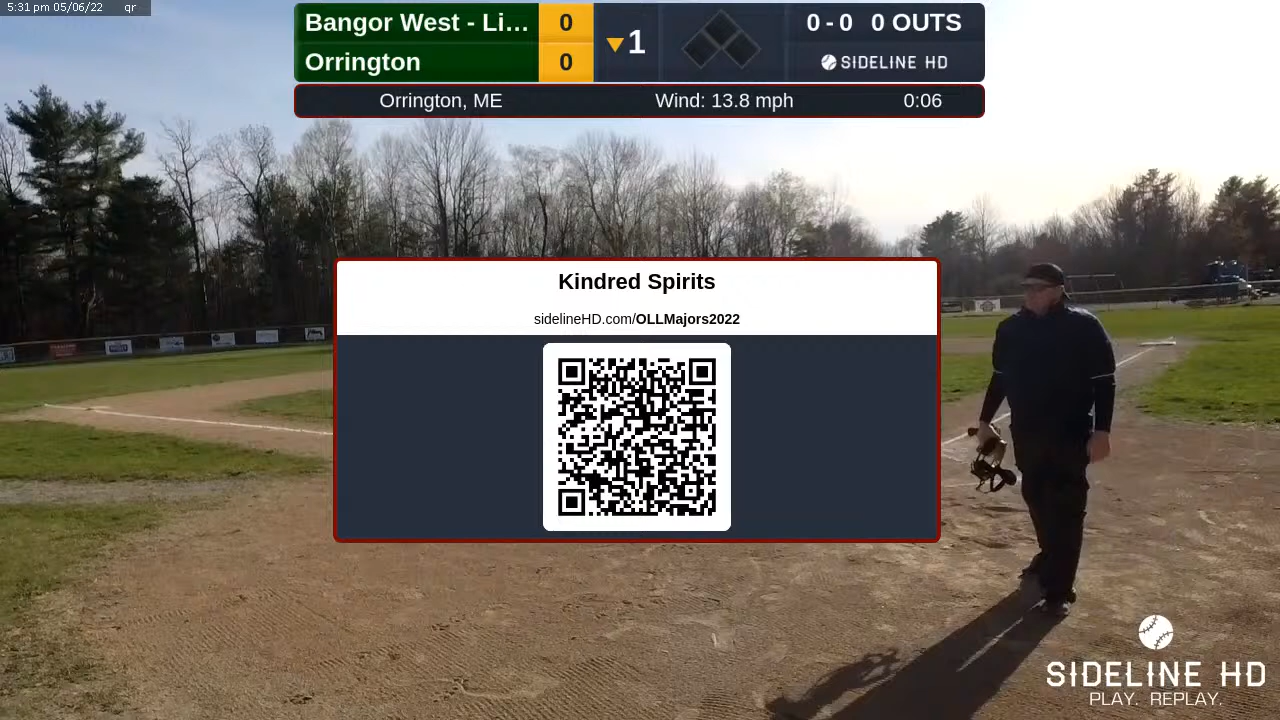 5:31 pm 05/06/22 qr
Bangor West - Li... 0
Orrington 0
1
0 - 0 0 OUTS
SIDELINE HD
Orrington, ME Wind: 13.8 mph 0:06
Kindred Spirits
sidelineHD.com/OLLMajors2022
SIDELINE HD
PLAY. REPLAY.